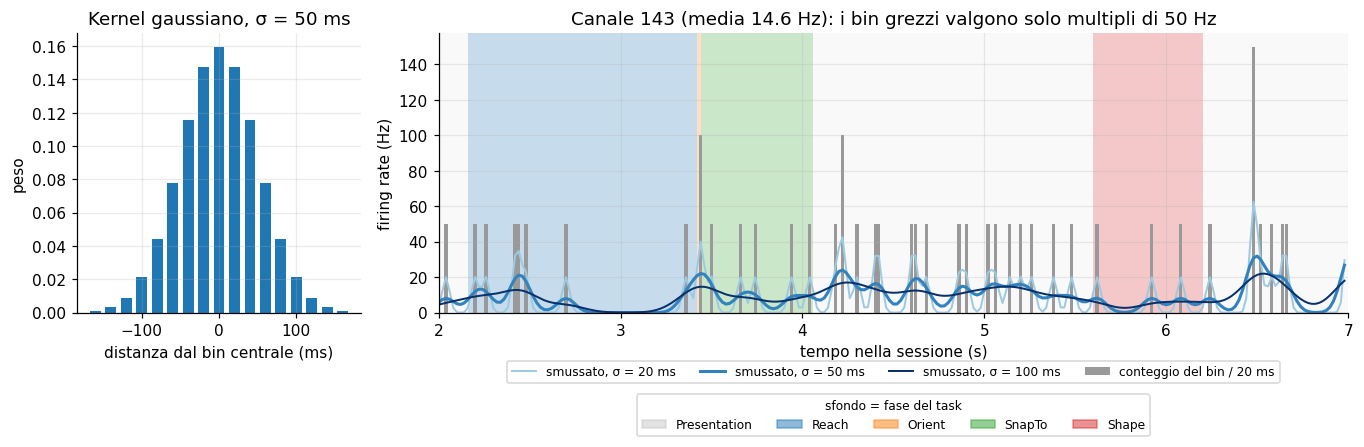 Kernel gaussiano, σ = 50 ms
0.16
0.14
0.12
0.10
0.08
0.06
0.04
0.02
0.00
peso
−100
0
100
distanza dal bin centrale (ms)
Canale 143 (media 14.6 Hz): i bin grezzi valgono solo multipli di 50 Hz
140
120
100
80
60
40
20
0
firing rate (Hz)
2
3
4
5
6
7
tempo nella sessione (s)
smussato, σ = 20 ms
smussato, σ = 50 ms
smussato, σ = 100 ms
conteggio del bin / 20 ms
sfondo = fase del task
Presentation
Reach
Orient
SnapTo
Shape